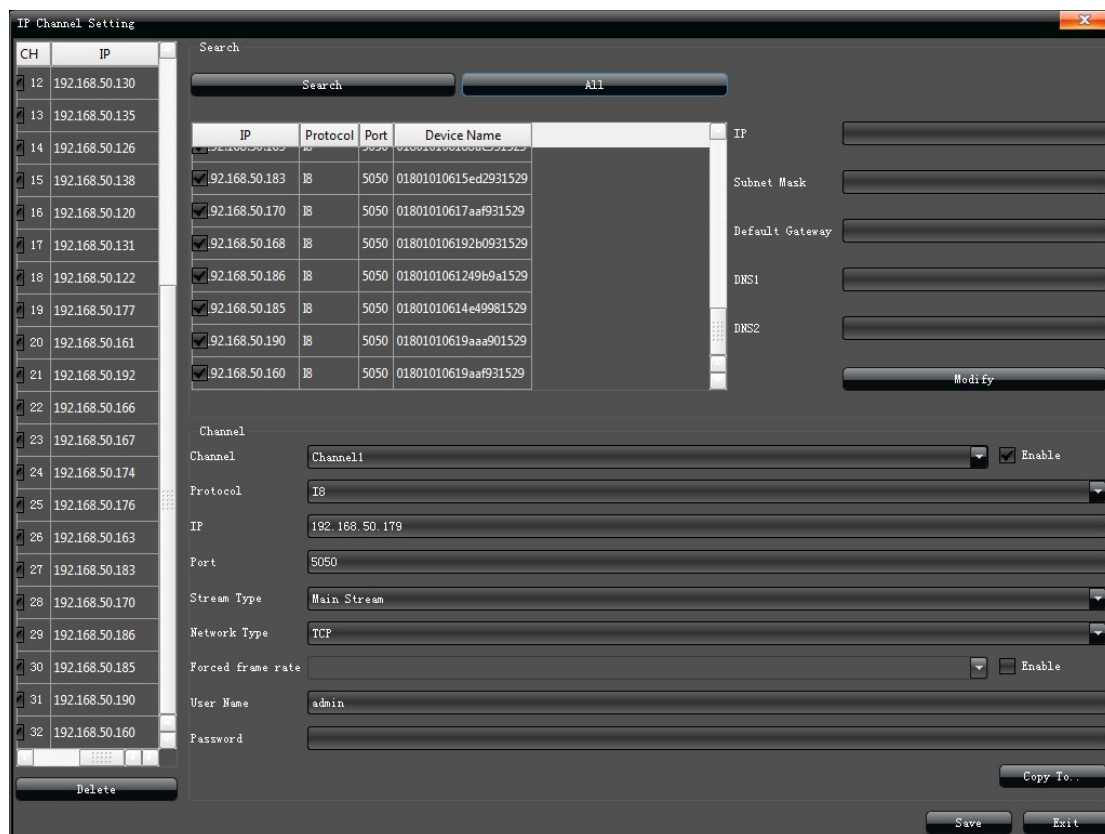 IP Channel Setting
CH IP
12 192.168.50.130
13 192.168.50.135
14 192.168.50.126
15 192.168.50.138
16 192.168.50.120
17 192.168.50.131
18 192.168.50.122
19 192.168.50.177
20 192.168.50.161
21 192.168.50.192
22 192.168.50.166
23 192.168.50.167
24 192.168.50.174
25 192.168.50.176
26 192.168.50.163
27 192.168.50.183
28 192.168.50.170
29 192.168.50.186
30 192.168.50.185
31 192.168.50.190
32 192.168.50.160
Delete
Search
Search All
IP Protocol Port Device Name
.92.168.50.183 I8 5050 01801010615ed2931529
.92.168.50.170 I8 5050 01801010617aaf931529
.92.168.50.168 I8 5050 018010106192b0931529
.92.168.50.186 I8 5050 0180101061249b9a1529
.92.168.50.185 I8 5050 01801010614e49981529
.92.168.50.190 I8 5050 01801010619aaa901529
.92.168.50.160 I8 5050 01801010619aaf931529
IP
Subnet Mask
Default Gateway
DNS1
DNS2
Modify
Channel
Channel Channel1 Enable
Protocol I8
IP 192.168.50.179
Port 5050
Stream Type Main Stream
Network Type TCP
Forced frame rate Enable
User Name admin
Password
Copy To..
Save Exit